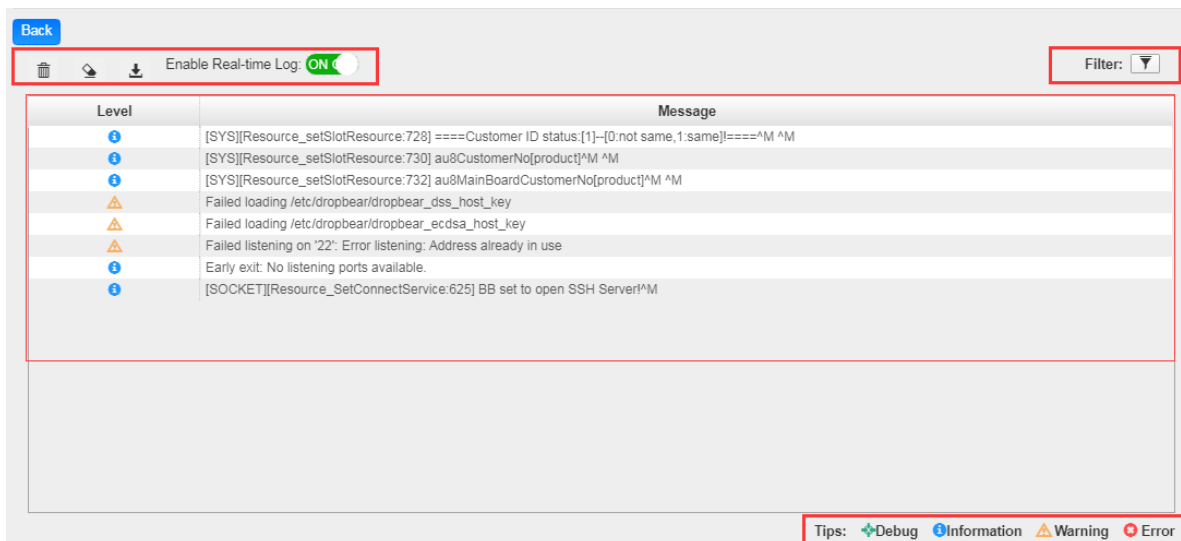 Back
Enable Real-time Log: ON
Filter:
Level Message
[SYS][Resource_setSlotResource:728] ====Customer ID status:[1]--[0:not same,1:same]!====^M ^M
[SYS][Resource_setSlotResource:730] au8CustomerNo[product]^M ^M
[SYS][Resource_setSlotResource:732] au8MainBoardCustomerNo[product]^M ^M
Failed loading /etc/dropbear/dropbear_dss_host_key
Failed loading /etc/dropbear/dropbear_ecdsa_host_key
Failed listening on '22': Error listening: Address already in use
Early exit: No listening ports available.
[SOCKET][Resource_SetConnectService:625] BB set to open SSH Server!^M
Tips: Debug Information Warning Error